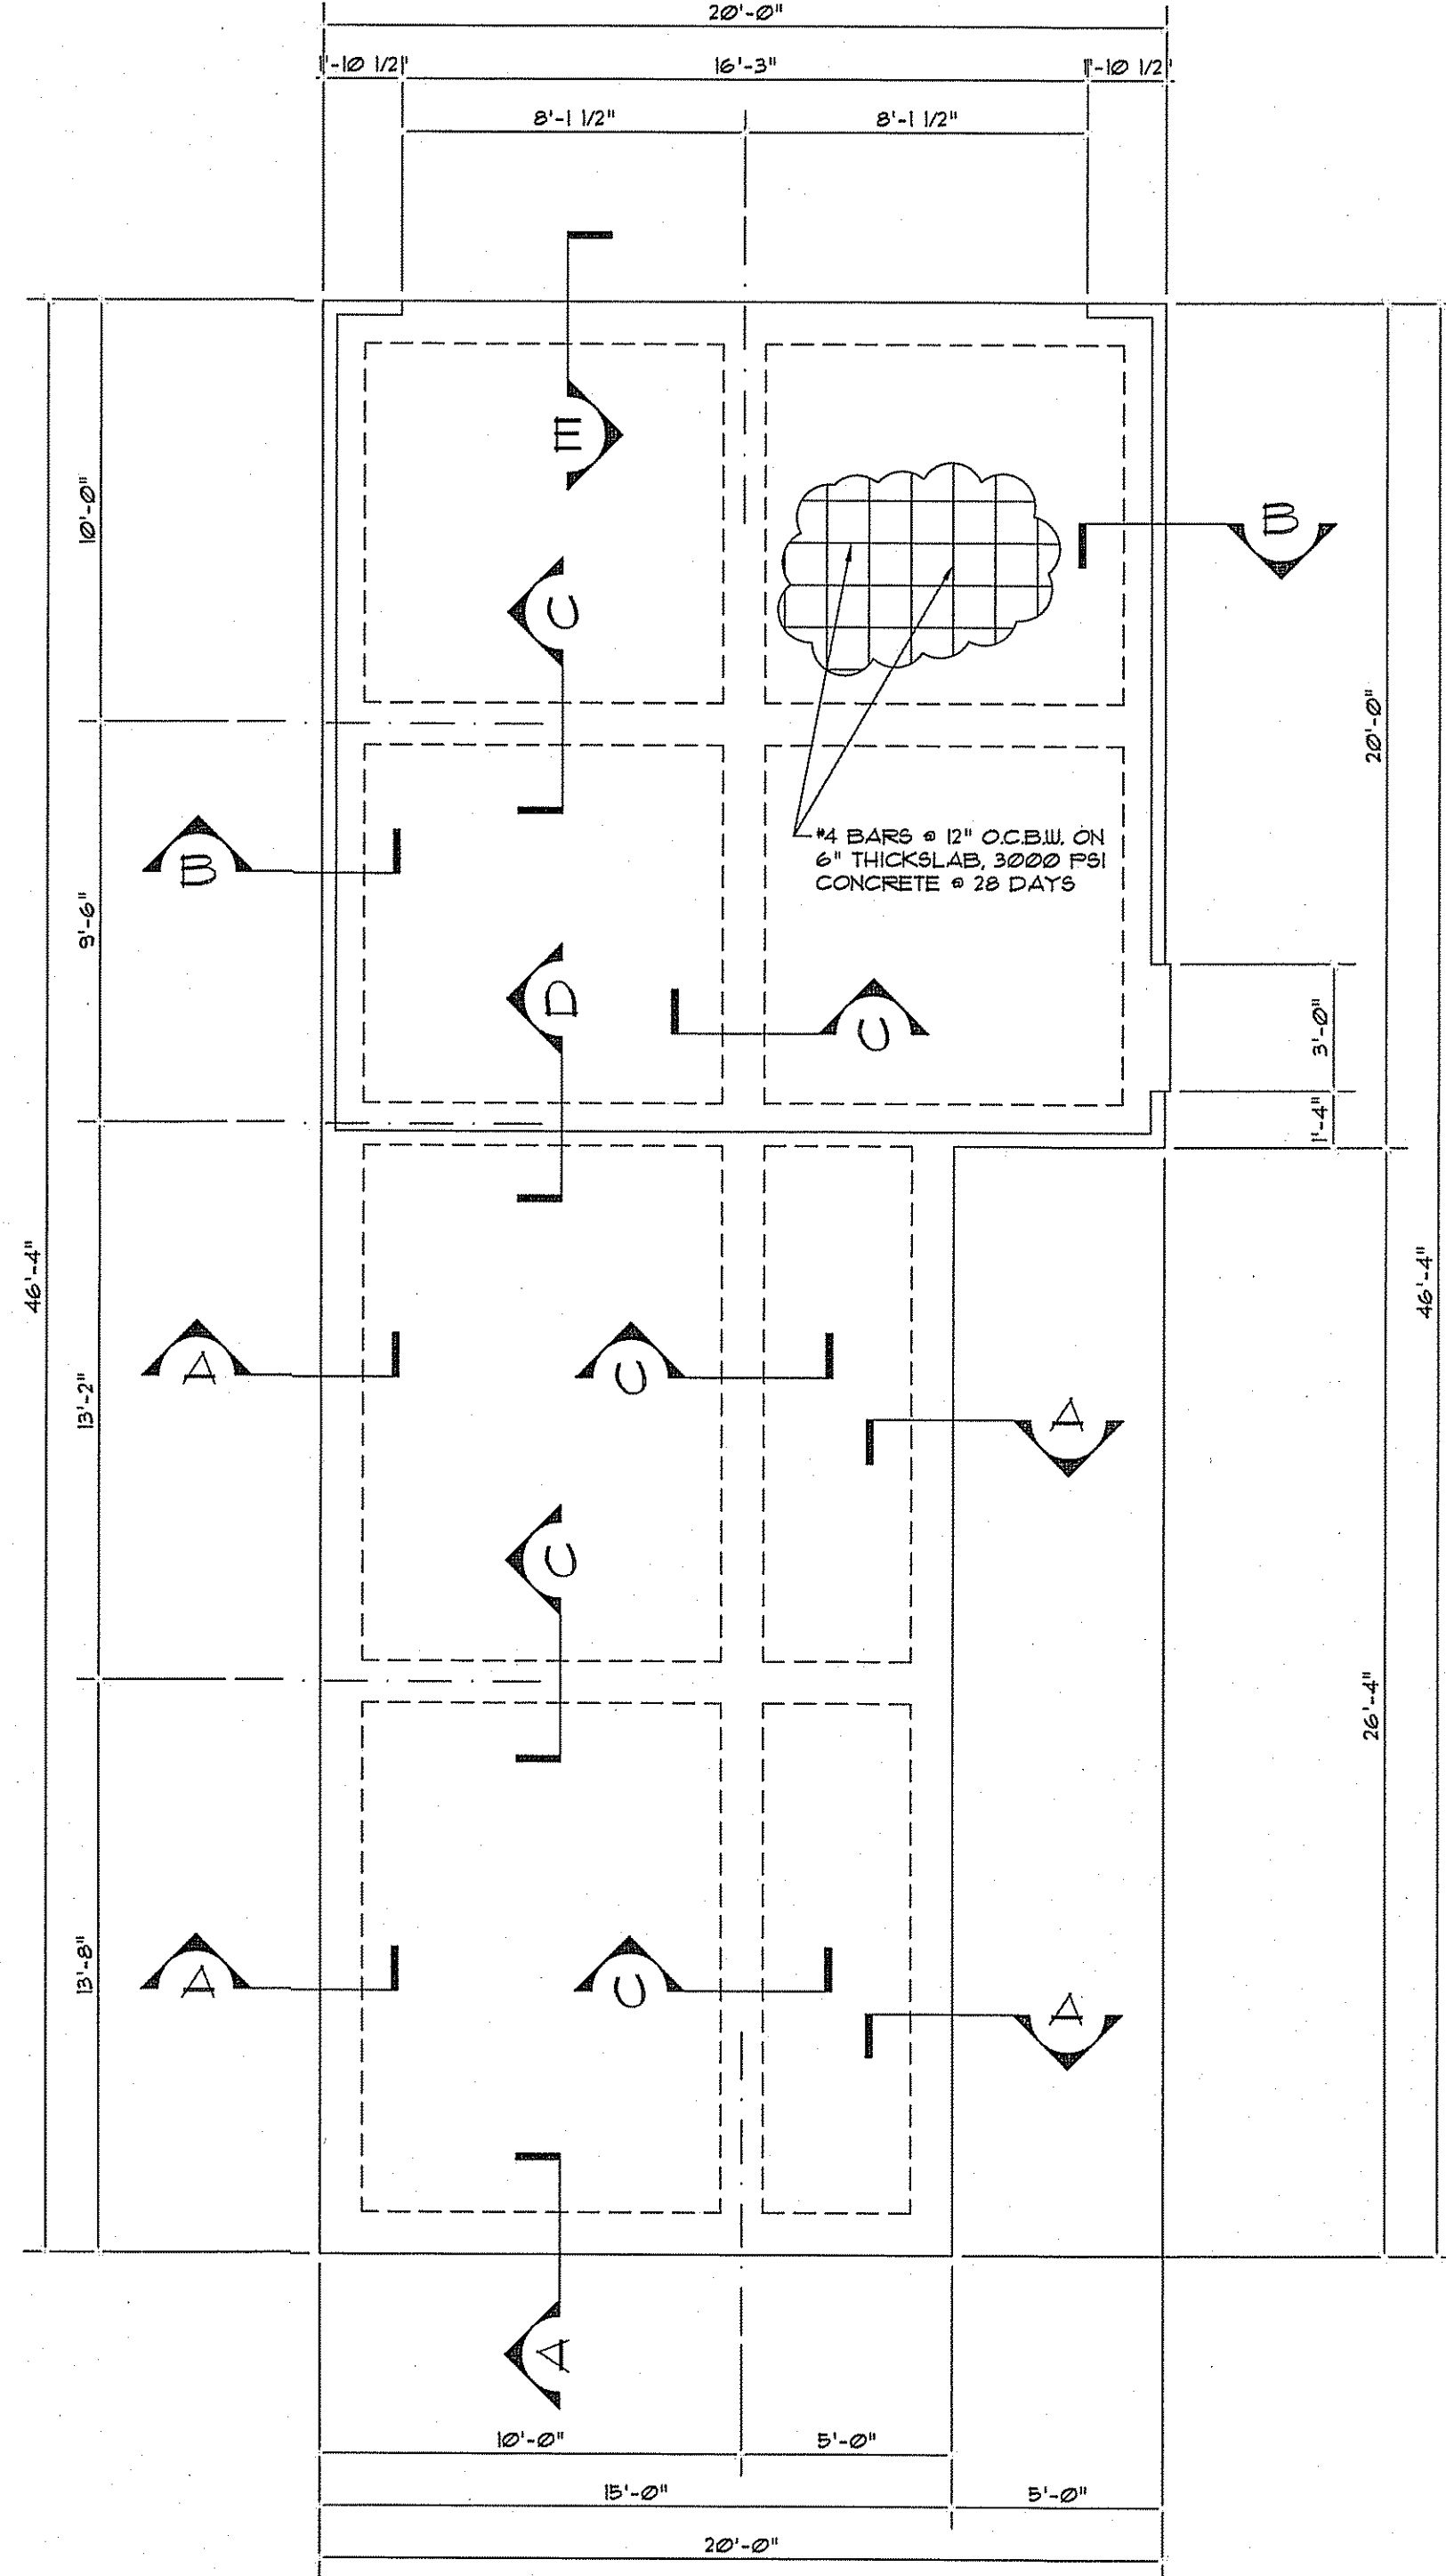 20'-0"
1'-10 1/2" 16'-3" 1'-10 1/2"
8'-1 1/2" 8'-1 1/2"
E
10'-0"
B
C
20'-0"
#4 BARS @ 12" O.C.B.W. ON
6" THICKSLAB, 3000 PSI
CONCRETE @ 28 DAYS
B
9'-6"
D
C
3'-0"
1'-4"
46'-4"
46'-4"
A
C
13'-2"
A
C
26'-4"
13'-8"
A
C
A
A
10'-0" 5'-0"
15'-0" 5'-0"
20'-0"